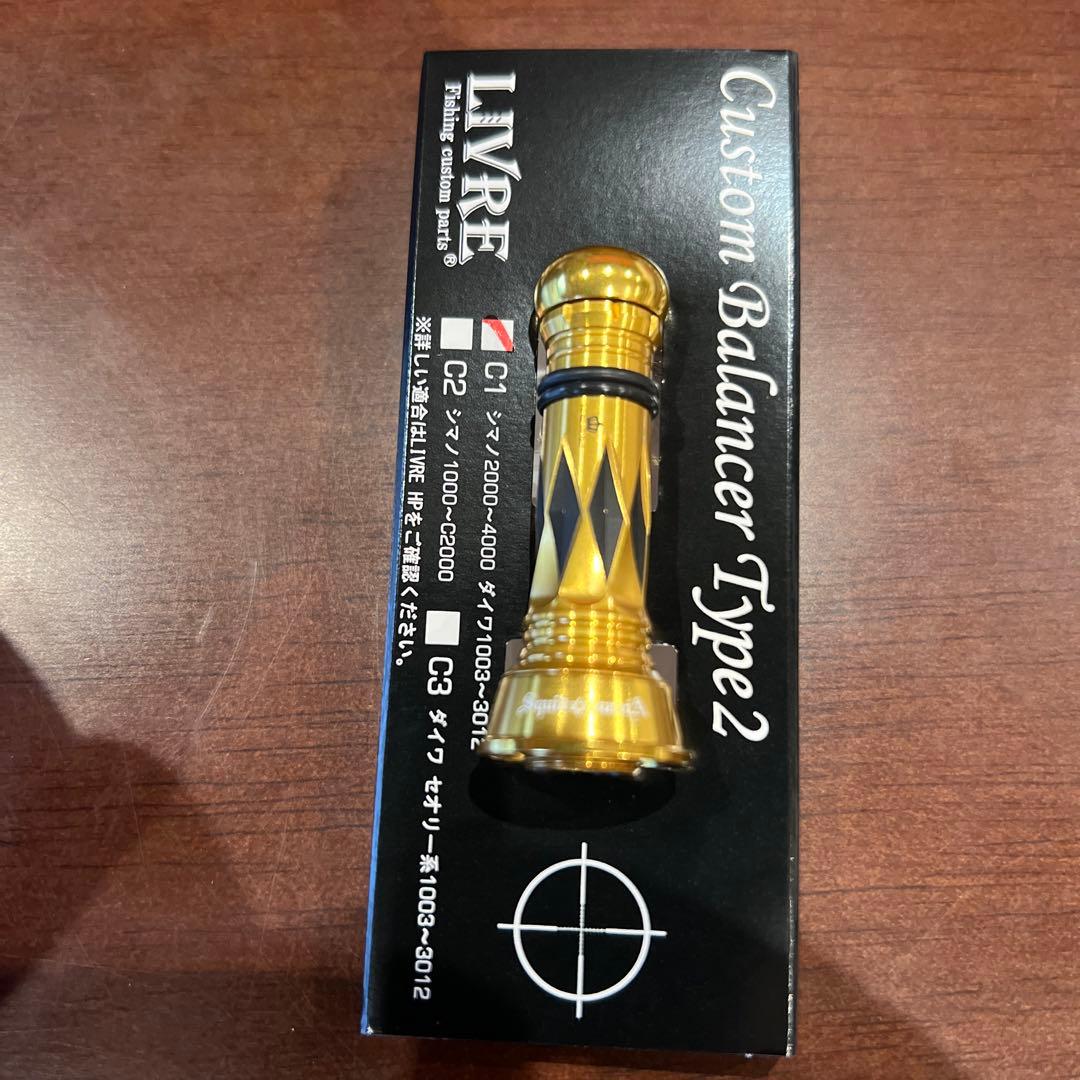 Custom Balancer Type2
LIVRE
Fishing custom parts®
C1 シマノ2000~4000 ダイワ1003~3012
C2 シマノ1000~C2000
C3 ダイワ セオリー系1003~3012
※詳しい適合はLIVRE HPをご確認ください。